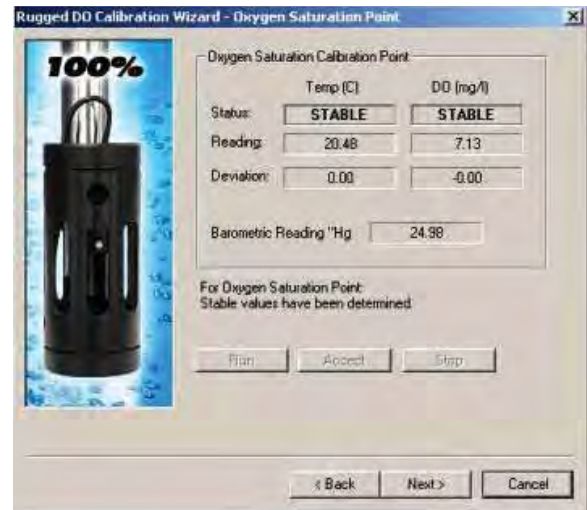 Rugged DO Calibration Wizard - Oxygen Saturation Point
100%
Oxygen Saturation Calibration Point
Temp (C) DO (mg/l)
Status: STABLE STABLE
Reading: 20.48 7.13
Deviation: 0.00 -0.00
Barometric Reading "Hg 24.98
For Oxygen Saturation Point:
Stable values have been determined
Run Accept Stop
< Back Next > Cancel